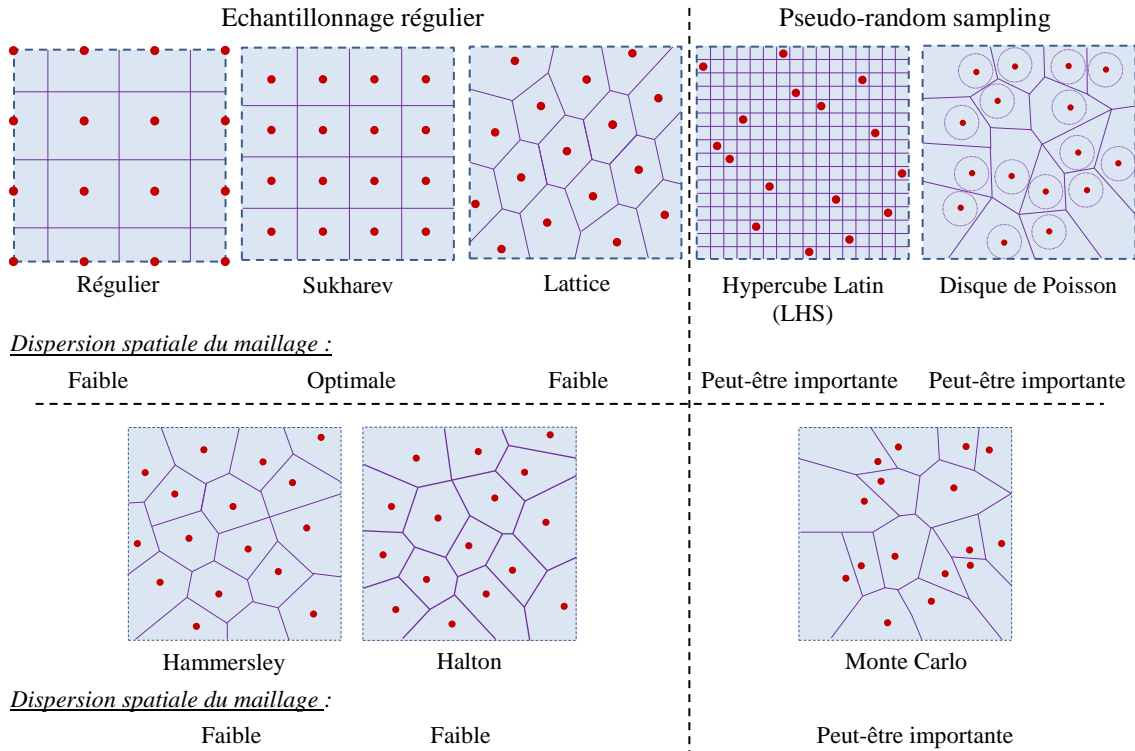 Echantillonnage régulier
Pseudo-random sampling
Régulier
Sukharev
Lattice
Hypercube Latin
(LHS)
Disque de Poisson
Dispersion spatiale du maillage :
Faible
Optimale
Faible
Peut-être importante
Peut-être importante
Hammersley
Halton
Monte Carlo
Dispersion spatiale du maillage :
Faible
Faible
Peut-être importante